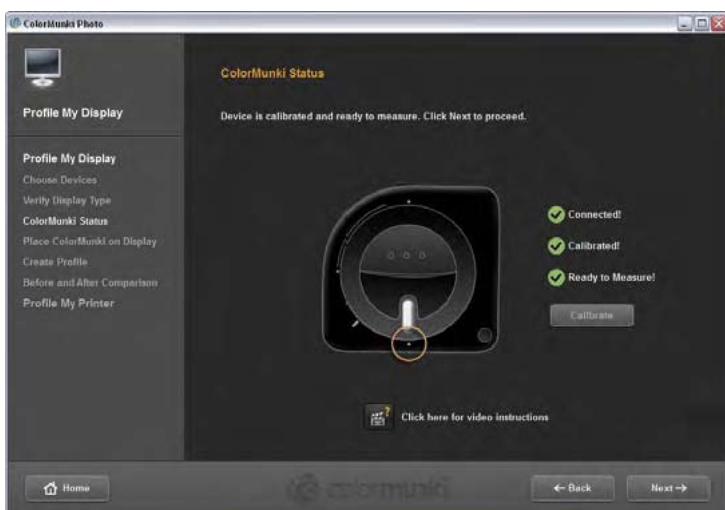 ColorMunki Photo
Profile My Display
Profile My Display
Choose Devices
Verify Display Type
ColorMunki Status
Place ColorMunki on Display
Create Profile
Before and After Comparison
Profile My Printer
ColorMunki Status
Device is calibrated and ready to measure. Click Next to proceed.
Connected!
Calibrated!
Ready to Measure!
Calibrate
?
Click here for video instructions
Home
colormunki
← Back
Next →